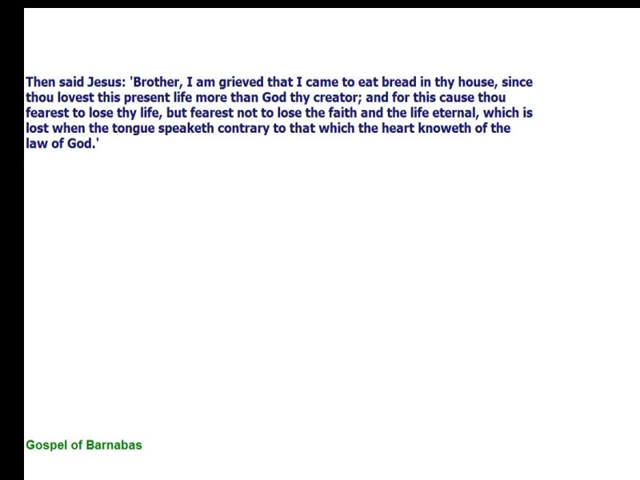 Then said Jesus: 'Brother, I am grieved that I came to eat bread in thy house, since
thou lovest this present life more than God thy creator; and for this cause thou
fearest to lose thy life, but fearest not to lose the faith and the life eternal, which is
lost when the tongue speaketh contrary to that which the heart knoweth of the
law of God.'
Gospel of Barnabas